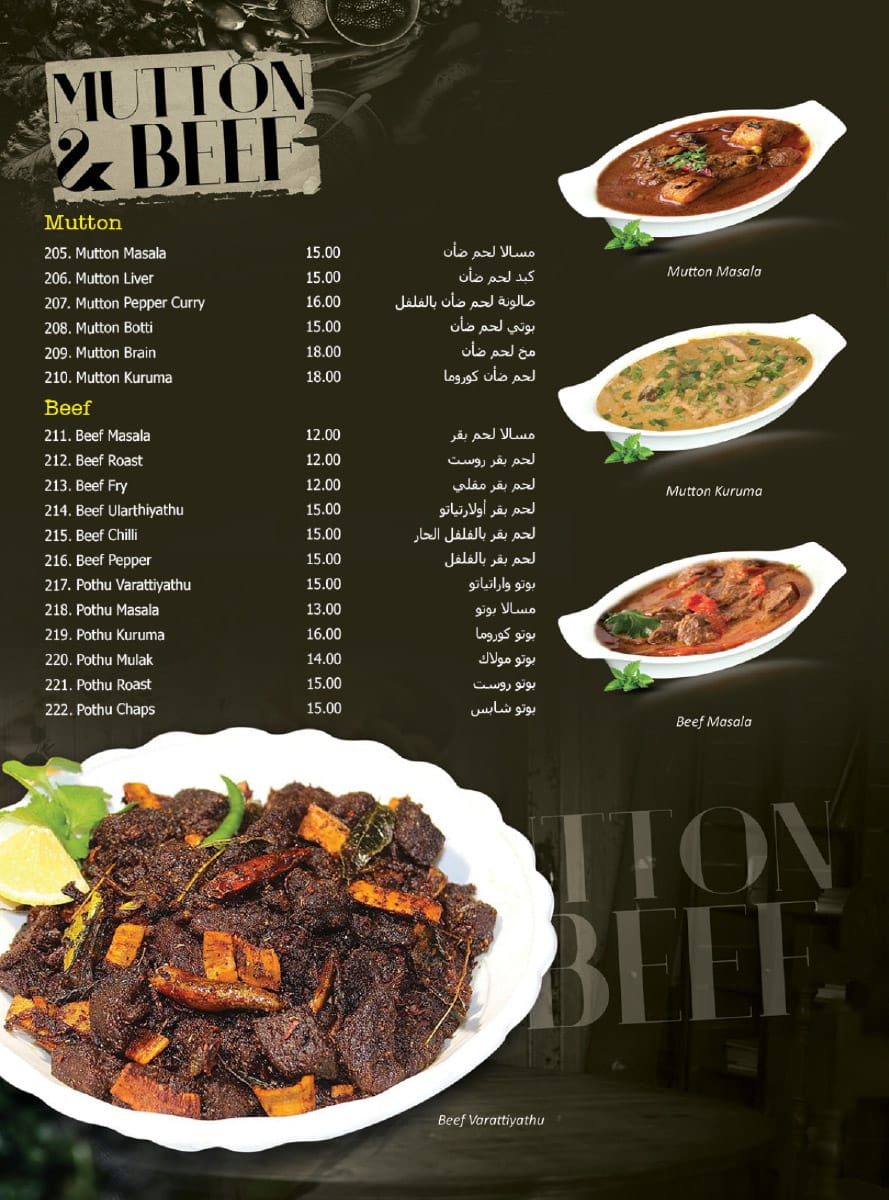 MUTTON
& BEEF
Mutton
205. Mutton Masala 15.00 مسالا لحم ضأن
206. Mutton Liver 15.00 كبد لحم ضأن
207. Mutton Pepper Curry 16.00 صالونة لحم ضأن بالفلفل
208. Mutton Botti 15.00 بوتي لحم ضأن
209. Mutton Brain 18.00 مخ لحم ضأن
210. Mutton Kuruma 18.00 لحم ضأن كوروما
Beef
211. Beef Masala 12.00 مسالا لحم بقر
212. Beef Roast 12.00 لحم بقر روست
213. Beef Fry 12.00 لحم بقر مقلي
214. Beef Ularthiyathu 15.00 لحم بقر أولارتياتو
215. Beef Chilli 15.00 لحم بقر بالفلفل الحار
216. Beef Pepper 15.00 لحم بقر بالفلفل
217. Pothu Varattiyathu 15.00 بوتو واراتياتو
218. Pothu Masala 13.00 مسالا بوتو
219. Pothu Kuruma 16.00 بوتو كوروما
220. Pothu Mulak 14.00 بوتو مولاك
221. Pothu Roast 15.00 بوتو روست
222. Pothu Chaps 15.00 بوتو شابس
Mutton Masala
Mutton Kuruma
Beef Masala
TTON
BEEF
Beef Varattiyathu